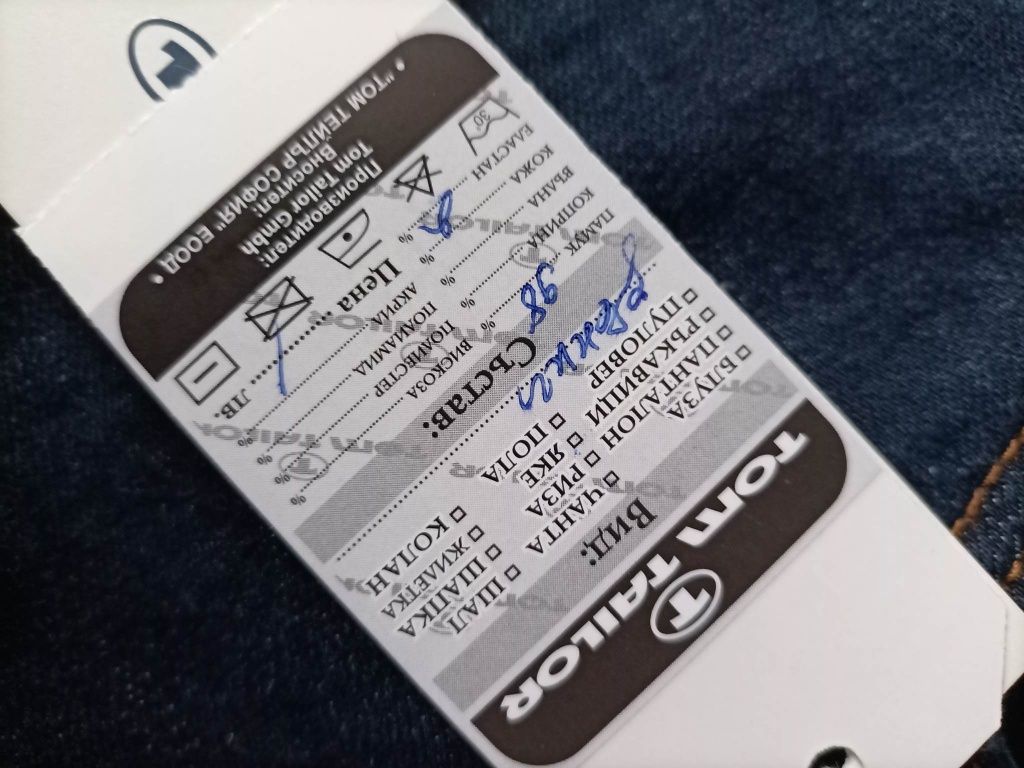 TOM TAILOR
Вид:
БЛУЗА ЧАНТА ШАЛ
ПАНТАЛОН РИЗА ШАПКА
РЪКАВИЦИ ЯКЕ ЖИЛЕТКА
ПУЛОВЕР ПОЛА КОЛАН
Състав:
ПАМУК 98 % ВИСКОЗА %
КОПРИНА % ПОЛИЕСТЕР %
ВЪЛНА % ПОЛИАМИД %
КОЖА % АКРИЛ %
ЕЛАСТАН %
Цена ЛВ.
30°
Производител:
Tom Tailor Gmbh
Вносител:
"ТОМ ТЕЙЛЪР СОФИЯ" ЕООД